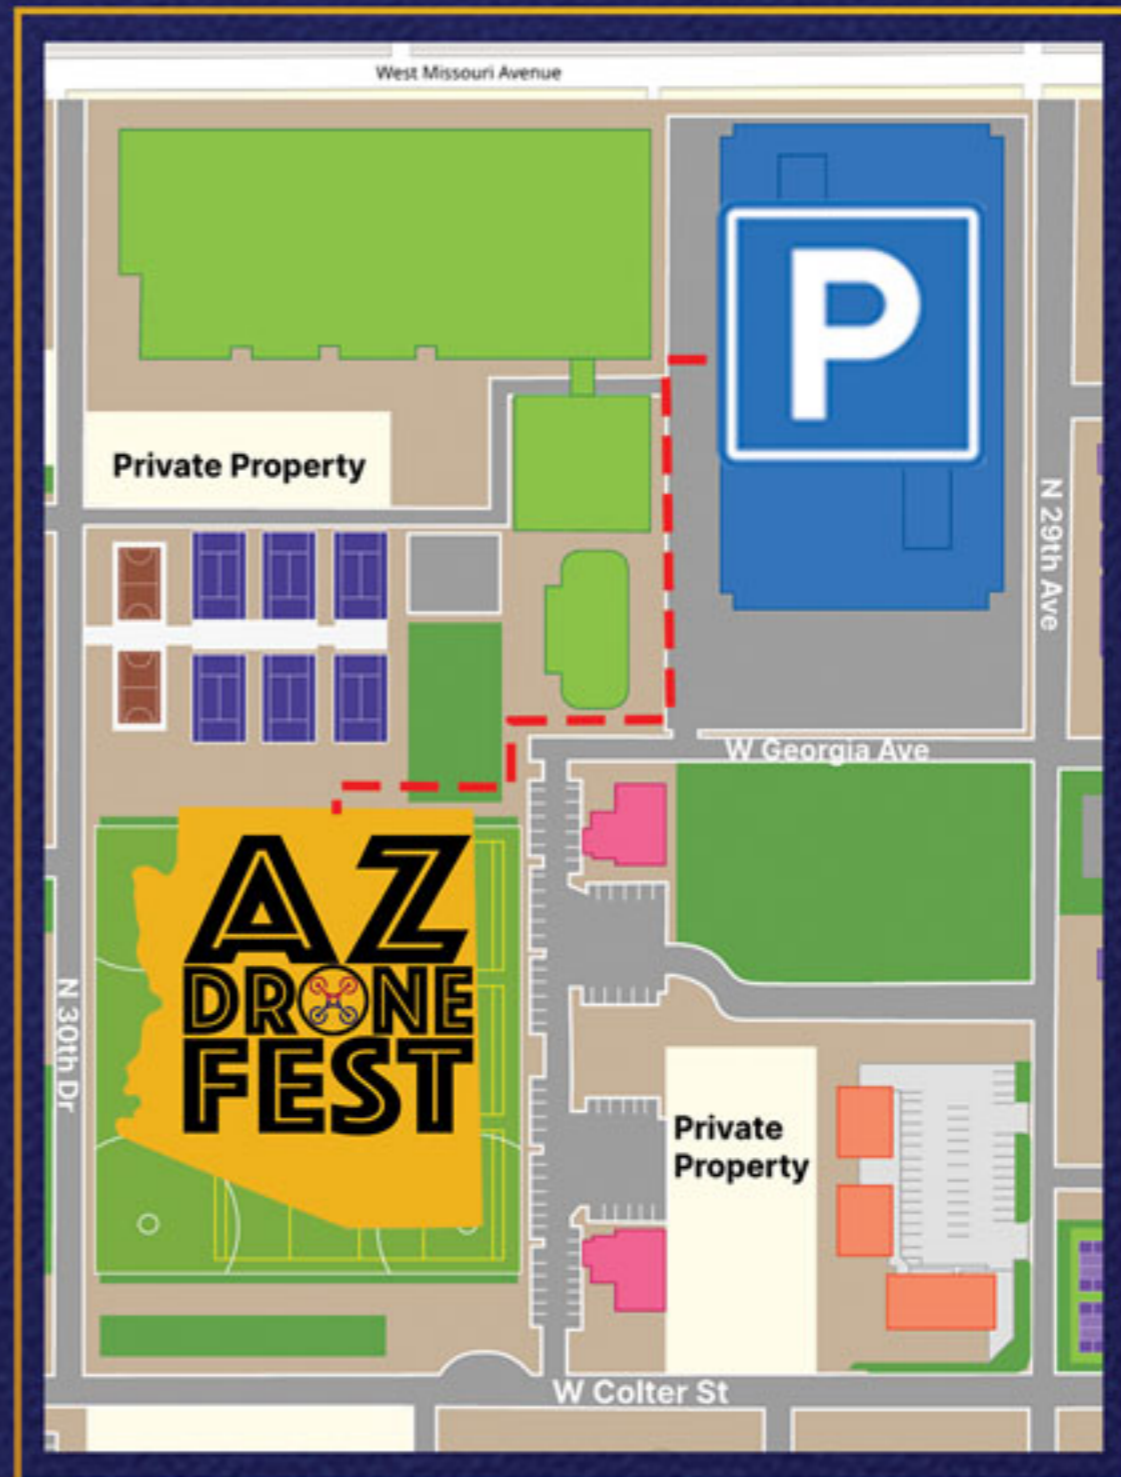 West Missouri Avenue
P
Private Property
N 29th Ave
W Georgia Ave
AZ
DRONE
FEST
N 30th Dr
Private
Property
W Colter St